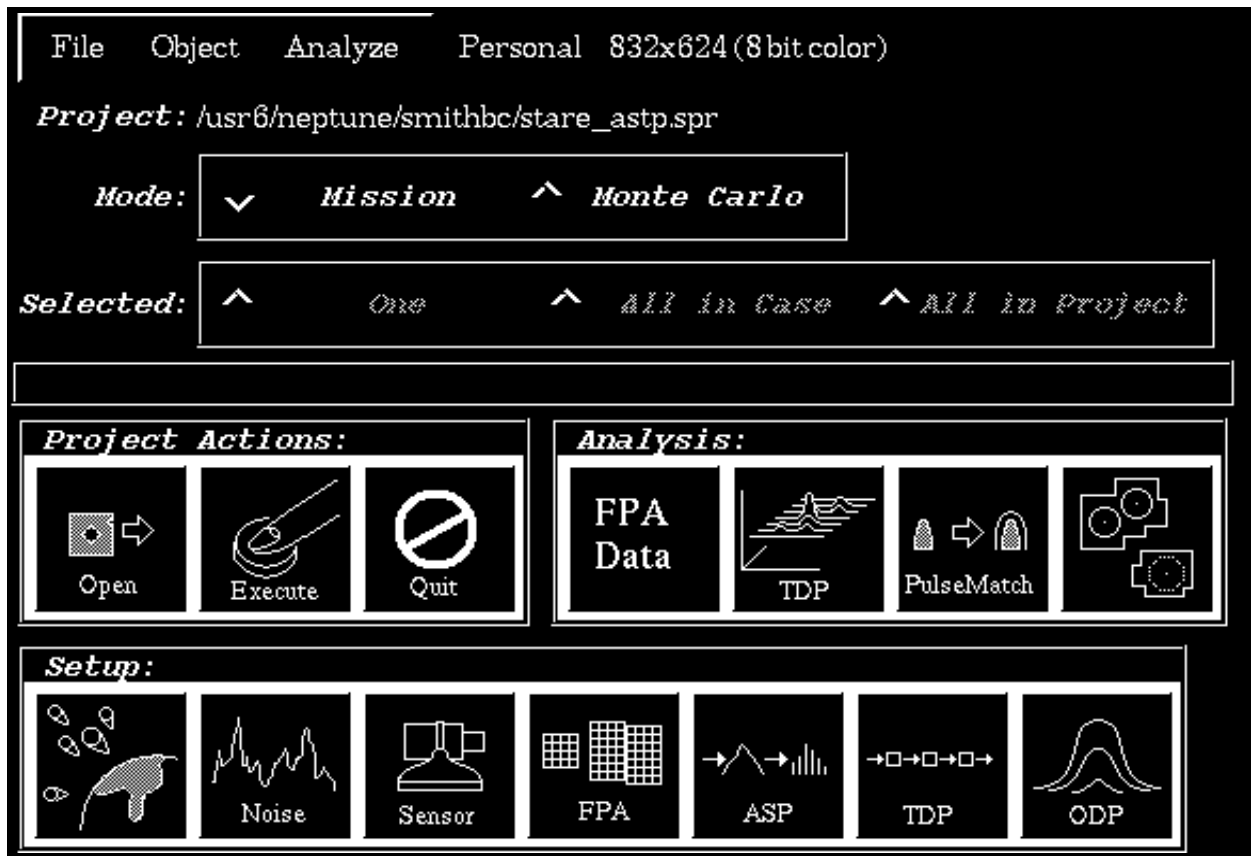 File Object Analyze Personal 832x624 (8 bit color)
Project: /usr6/neptune/smithbc/stare_astp.spr
Mode: Mission Monte Carlo
Selected: One All in Case All in Project
Project Actions:
Open Execute Quit
Analysis:
FPA
Data
TDP PulseMatch
Setup:
Noise Sensor FPA ASP TDP ODP